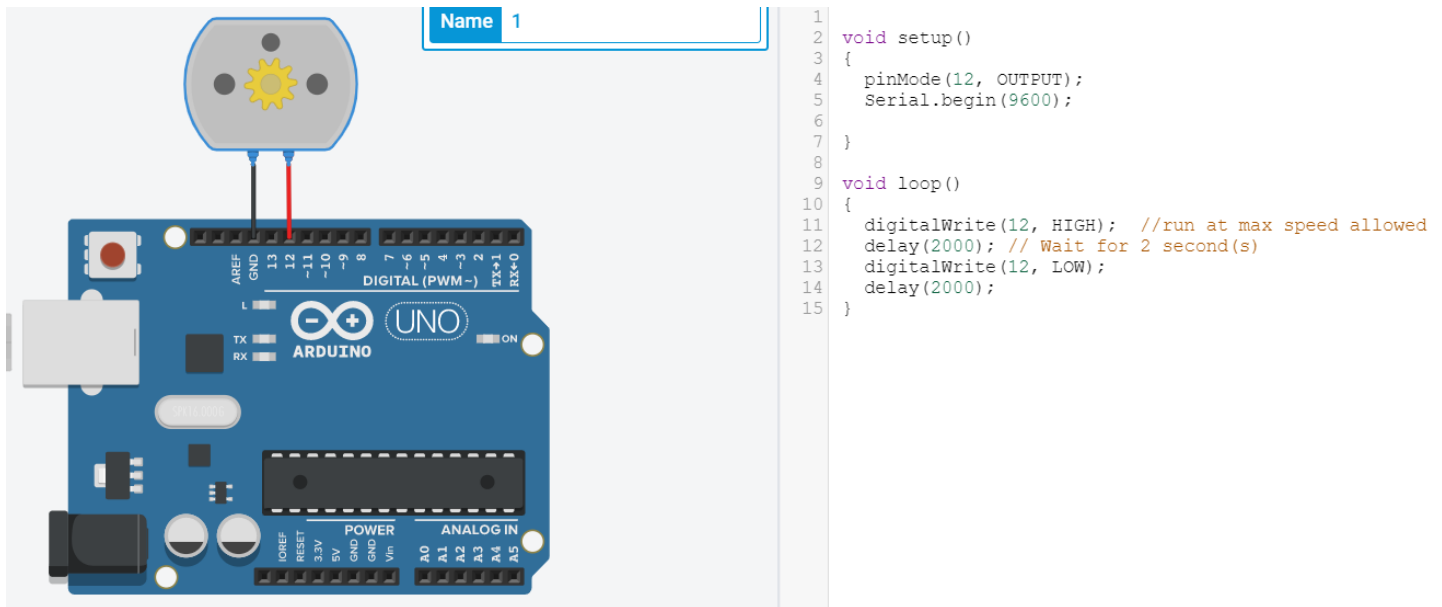 Name 1
AREF
GND
13
12
~11
~10
~9
8
7
~6
~5
4
~3
2
TX→1
RX←0
DIGITAL (PWM~)
L
TX
RX
ARDUINO
UNO
ON
POWER
ANALOG IN
IOREF
RESET
3.3V
5V
GND
GND
Vin
A0
A1
A2
A3
A4
A5
1
2 void setup()
3 {
4   pinMode(12, OUTPUT);
5   Serial.begin(9600);
6
7 }
8
9 void loop()
10 {
11   digitalWrite(12, HIGH);  //run at max speed allowed
12   delay(2000); // Wait for 2 second(s)
13   digitalWrite(12, LOW);
14   delay(2000);
15 }